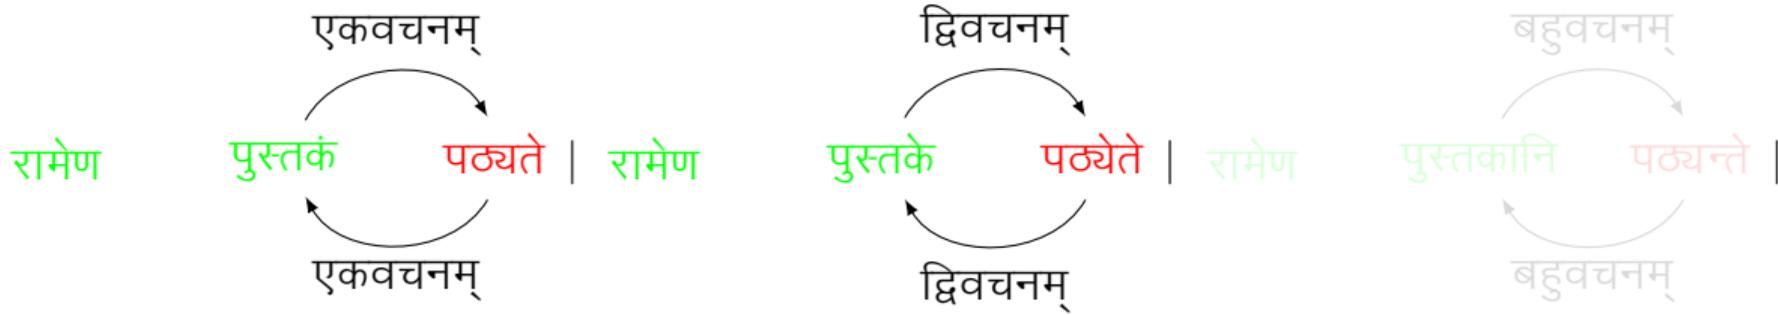 एकवचनम् द्विवचनम् बहुवचनम्
रामेण पुस्तकं पठ्यते | रामेण पुस्तके पठ्येते | रामेण पुस्तकानि पठ्यन्ते |
एकवचनम् द्विवचनम् बहुवचनम्